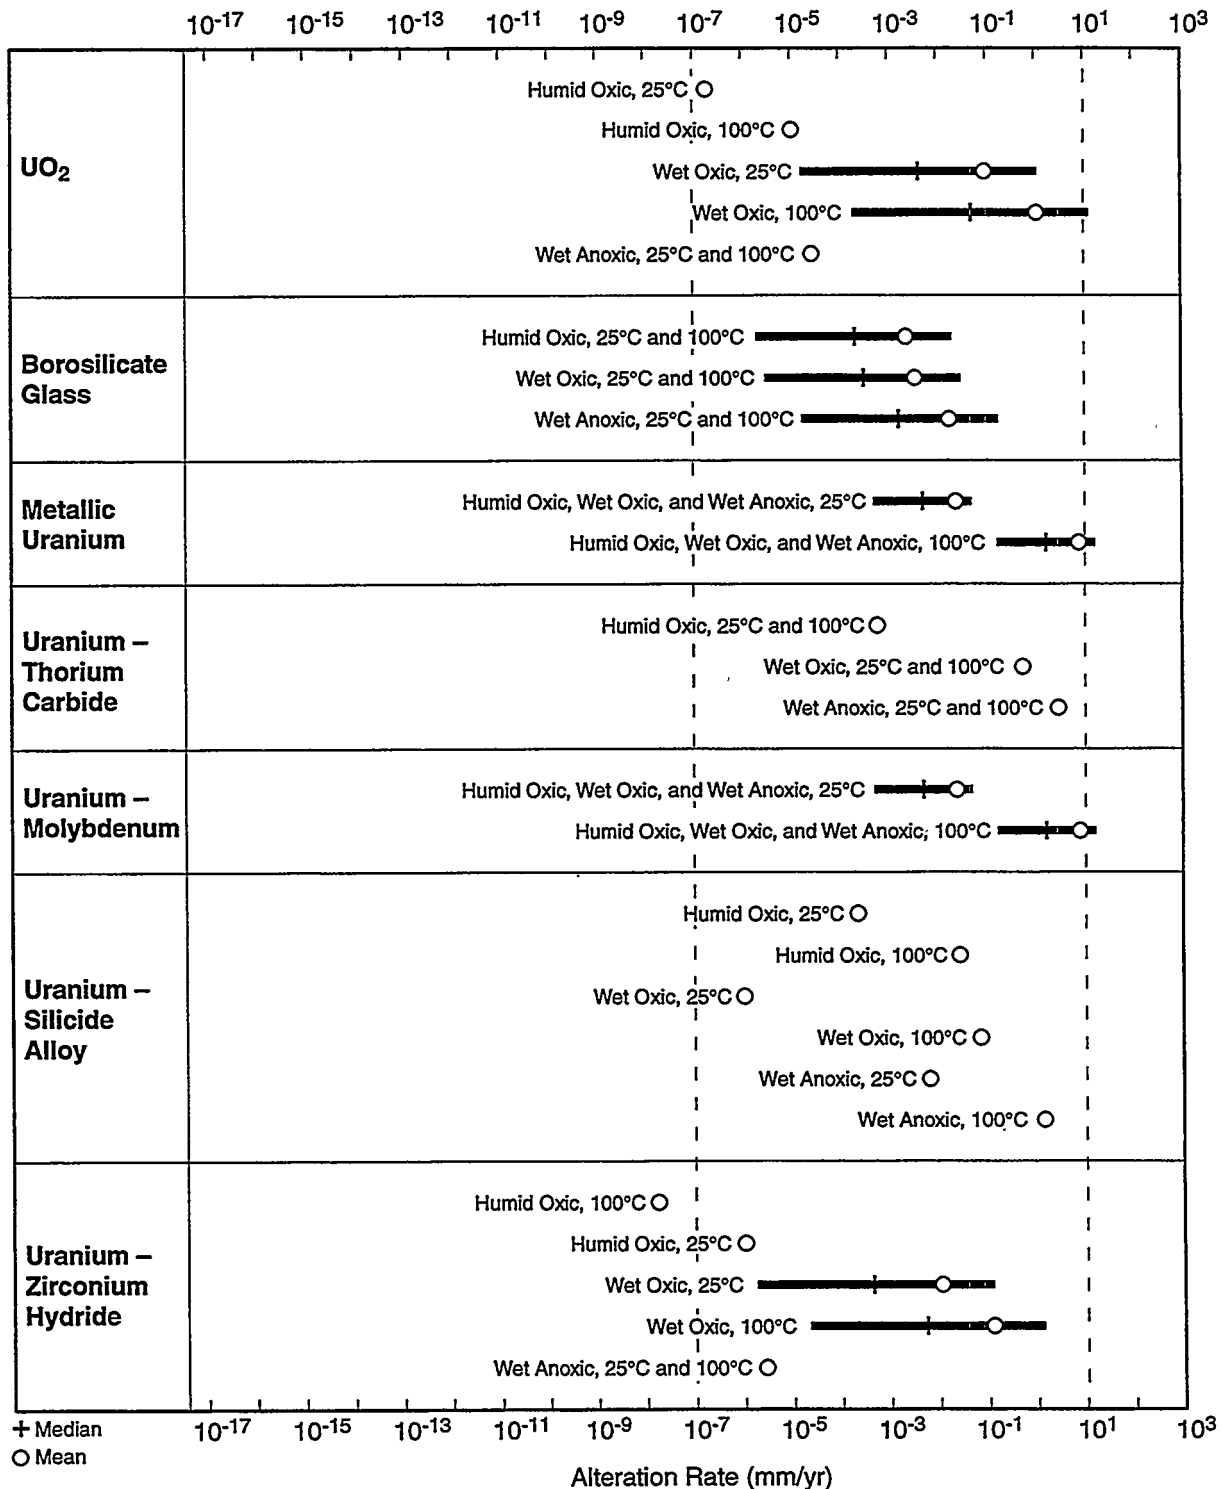 10-17 10-15 10-13 10-11 10-9 10-7 10-5 10-3 10-1 101 103
UO2
Humid Oxic, 25°C
Humid Oxic, 100°C
Wet Oxic, 25°C
Wet Oxic, 100°C
Wet Anoxic, 25°C and 100°C
Borosilicate
Glass
Humid Oxic, 25°C and 100°C
Wet Oxic, 25°C and 100°C
Wet Anoxic, 25°C and 100°C
Metallic
Uranium
Humid Oxic, Wet Oxic, and Wet Anoxic, 25°C
Humid Oxic, Wet Oxic, and Wet Anoxic, 100°C
Uranium –
Thorium
Carbide
Humid Oxic, 25°C and 100°C
Wet Oxic, 25°C and 100°C
Wet Anoxic, 25°C and 100°C
Uranium –
Molybdenum
Humid Oxic, Wet Oxic, and Wet Anoxic, 25°C
Humid Oxic, Wet Oxic, and Wet Anoxic, 100°C
Uranium –
Silicide
Alloy
Humid Oxic, 25°C
Humid Oxic, 100°C
Wet Oxic, 25°C
Wet Oxic, 100°C
Wet Anoxic, 25°C
Wet Anoxic, 100°C
Uranium –
Zirconium
Hydride
Humid Oxic, 100°C
Humid Oxic, 25°C
Wet Oxic, 25°C
Wet Oxic, 100°C
Wet Anoxic, 25°C and 100°C
Median
Mean
10-17 10-15 10-13 10-11 10-9 10-7 10-5 10-3 10-1 101 103
Alteration Rate (mm/yr)